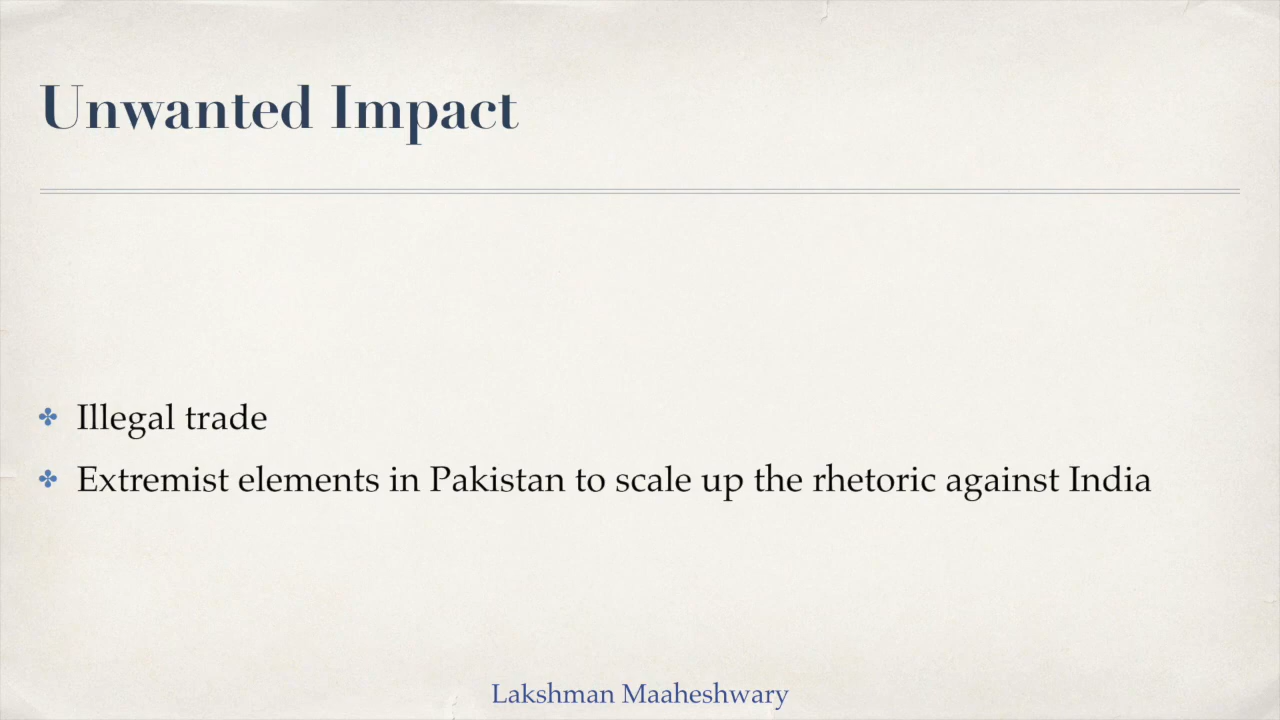 Unwanted Impact
Illegal trade
Extremist elements in Pakistan to scale up the rhetoric against India
Lakshman Maaheshwary